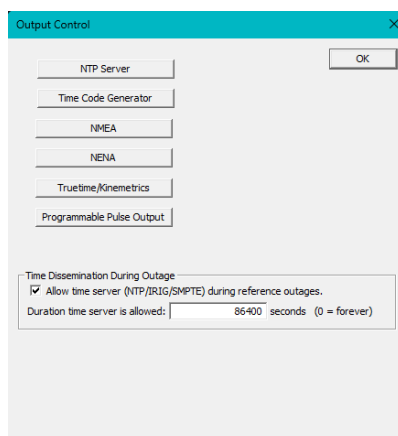 Output Control
OK
NTP Server
Time Code Generator
NMEA
NENA
Truetime/Kinemetrics
Programmable Pulse Output
Time Dissemination During Outage
Allow time server (NTP/IRIG/SMPTE) during reference outages.
Duration time server is allowed: 86400 seconds (0 = forever)